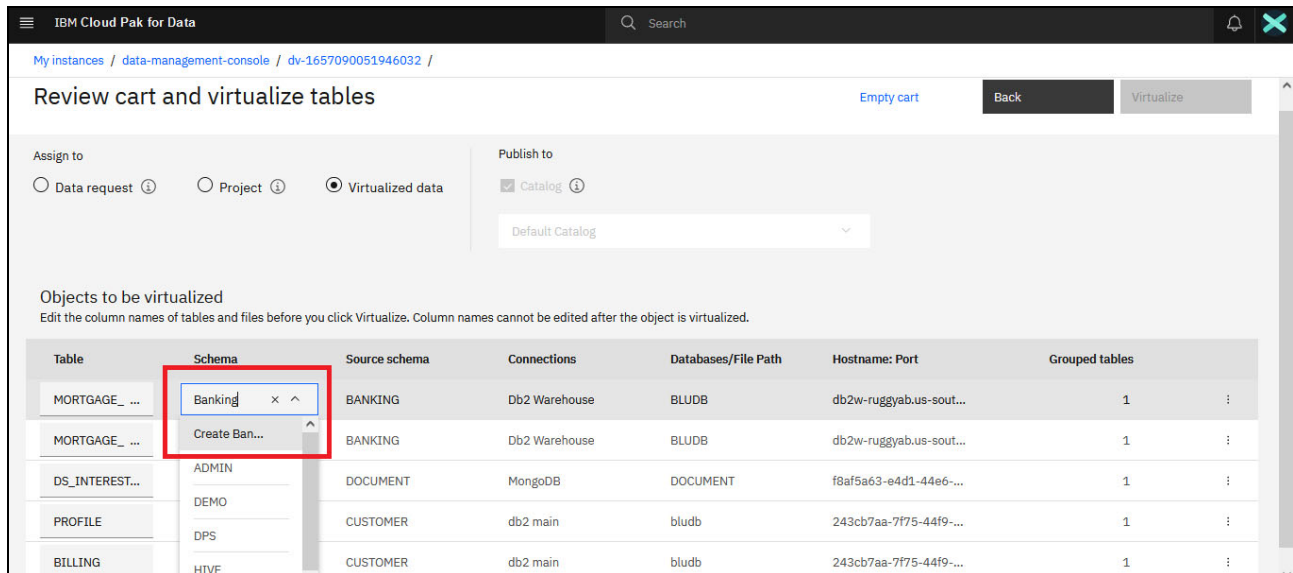 IBM Cloud Pak for Data
Search
My instances / data-management-console / dv-1657090051946032 /
Review cart and virtualize tables
Empty cart
Back
Virtualize
Assign to
Publish to
Data request
Project
Virtualized data
Catalog
Default Catalog
Objects to be virtualized
Edit the column names of tables and files before you click Virtualize. Column names cannot be edited after the object is virtualized.
Table Schema Source schema Connections Databases/File Path Hostname: Port Grouped tables
MORTGAGE_ ... Banking BANKING Db2 Warehouse BLUDB db2w-ruggyab.us-sout... 1
Create Ban...
MORTGAGE_ ... BANKING Db2 Warehouse BLUDB db2w-ruggyab.us-sout... 1
ADMIN
DS_INTEREST... DOCUMENT MongoDB DOCUMENT f8af5a63-e4d1-44e6-... 1
DEMO
PROFILE CUSTOMER db2 main bludb 243cb7aa-7f75-44f9-... 1
DPS
BILLING CUSTOMER db2 main bludb 243cb7aa-7f75-44f9-... 1
HIVE